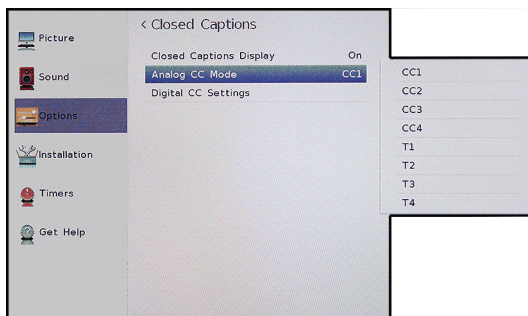 Picture
Sound
Options
Installation
Timers
Get Help
< Closed Captions
Closed Captions Display On
Analog CC Mode CC1
Digital CC Settings
CC1
CC2
CC3
CC4
T1
T2
T3
T4